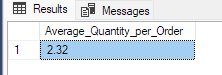 Results Messages
Average_Quantity_per_Order
1 2.32